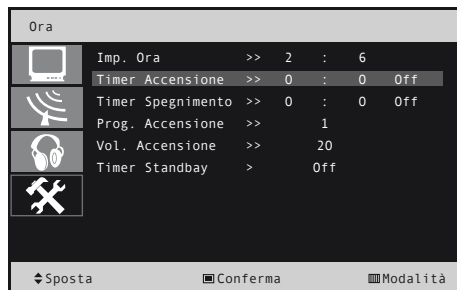 Ora
Imp. Ora >> 2 : 6
Timer Accensione >> 0 : 0 Off
Timer Spegnimento >> 0 : 0 Off
Prog. Accensione >> 1
Vol. Accensione >> 20
Timer Standbay > Off
Sposta Conferma Modalità